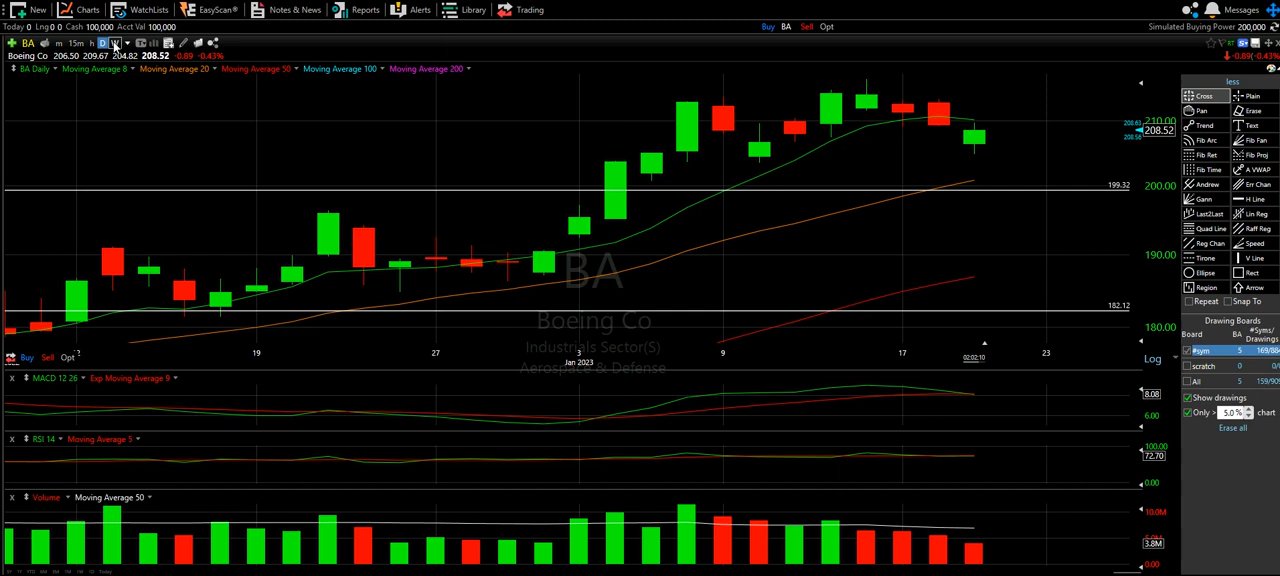 New Charts WatchLists EasyScan® Notes & News Reports Alerts Library Trading Messages
Today 0 Lng 0 0 Cash 100,000 Acct Val 100,000 Buy BA Sell Opt Simulated Buying Power 200,000
BA m 15m h D
Boeing Co 206.50 209.67 204.82 208.52 -0.89 -0.43% -0.89(-0.43%)
BA Daily Moving Average 8 Moving Average 20 Moving Average 50 Moving Average 100 Moving Average 200
less
Cross Plain
Pan Erase
Trend Text
Fib Arc Fib Fan
Fib Ret Fib Proj
Fib Time A VWAP
Andrew Err Chan
Gann H Line
Last2Last Lin Reg
Quad Line Raff Reg
Reg Chan Speed
Tirone V Line
Ellipse Rect
Region Arrow
Repeat Snap To
Drawing Boards
Board BA #Syms/
Drawings
#sym 5 169/88
scratch 0 0/
All 5 159/90
Show drawings
Only > 5.0 % chart
Erase all
210.00
208.63
208.56
208.52
199.32
200.00
190.00
182.12
180.00
BA
Boeing Co
Industrials Sector(S)
Aerospace & Defense
Buy Sell Opt
19 27 3 9 17 23
Jan 2023
02:02:10
Log
X MACD 12 26 Exp Moving Average 9
8.08
6.00
X RSI 14 Moving Average 5
100.00
72.70
0.00
X Volume Moving Average 50
10.0M
3.8M
0.00